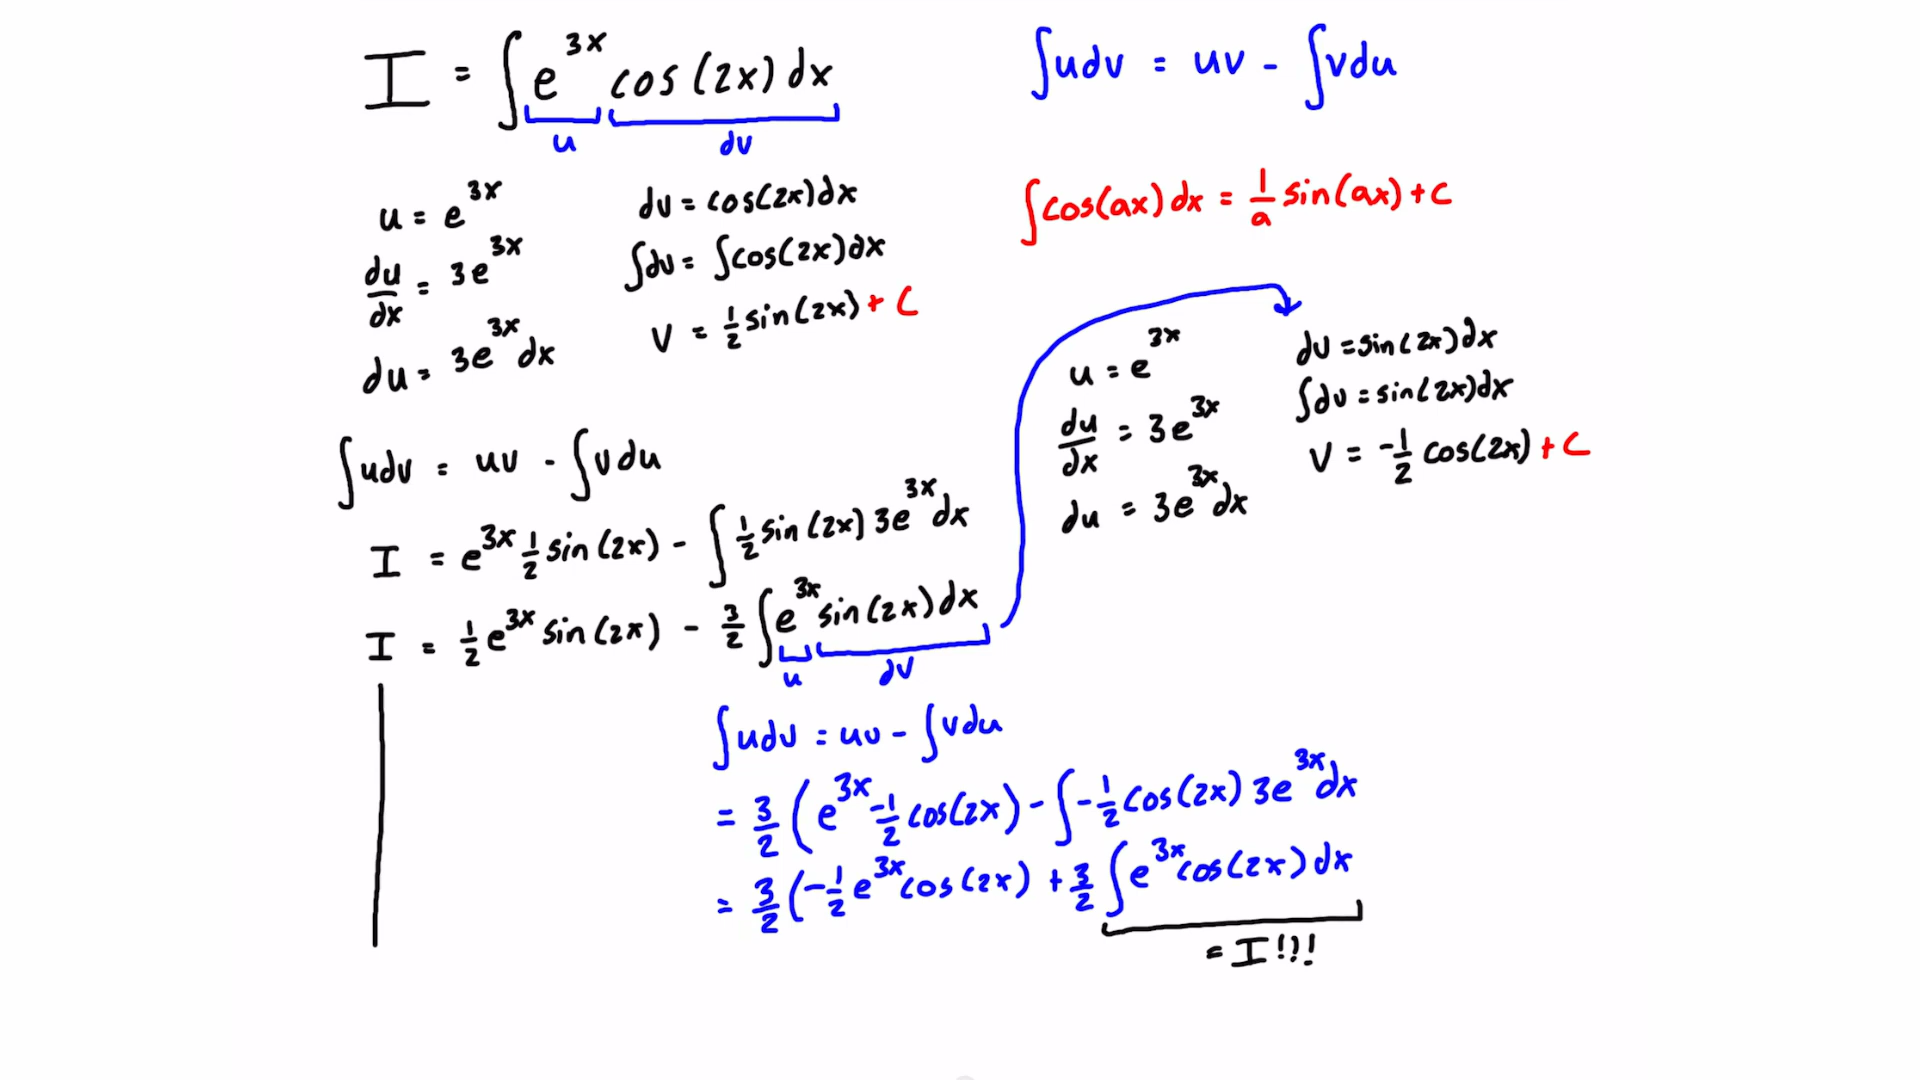 I = ∫e^{3x} cos(2x)dx
u dv
∫udv = uv - ∫vdu
∫cos(ax)dx = 1/a sin(ax)+C
u = e^{3x}
du/dx = 3e^{3x}
du = 3e^{3x}dx
dv = cos(2x)dx
∫dv = ∫cos(2x)dx
v = 1/2 sin(2x) + C
∫udv = uv - ∫vdu
I = e^{3x} 1/2 sin(2x) - ∫1/2 sin(2x) 3e^{3x}dx
I = 1/2 e^{3x} sin(2x) - 3/2 ∫e^{3x} sin(2x)dx
u dv
u = e^{3x}
du/dx = 3e^{3x}
du = 3e^{3x}dx
dv = sin(2x)dx
∫dv = sin(2x)dx
v = -1/2 cos(2x) + C
∫udv = uv - ∫vdu
= 3/2 (e^{3x} -1/2 cos(2x) - ∫-1/2 cos(2x) 3e^{3x}dx
= 3/2 (-1/2 e^{3x} cos(2x) + 3/2 ∫e^{3x} cos(2x)dx
= I!?!